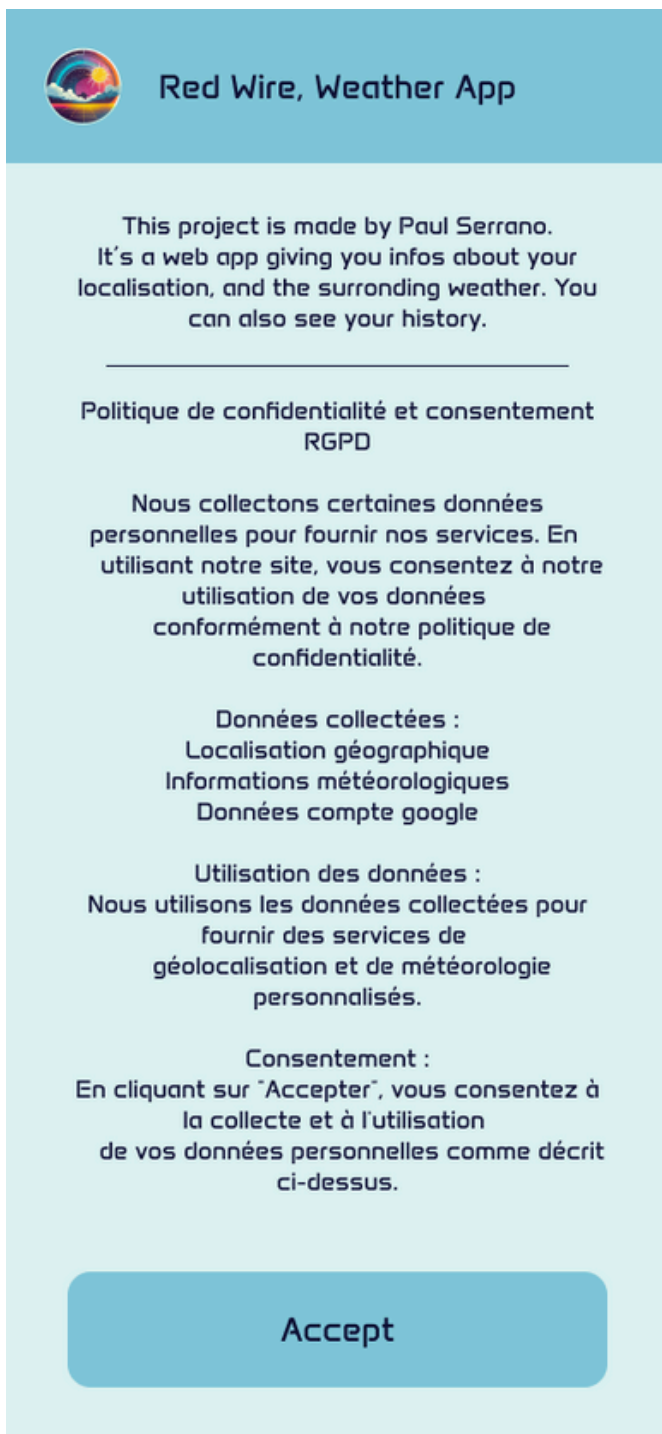 Red Wire, Weather App
This project is made by Paul Serrano.
It's a web app giving you infos about your
localisation, and the surronding weather. You
can also see your history.
Politique de confidentialité et consentement
RGPD
Nous collectons certaines données
personnelles pour fournir nos services. En
utilisant notre site, vous consentez à notre
utilisation de vos données
conformément à notre politique de
confidentialité.
Données collectées :
Localisation géographique
Informations météorologiques
Données compte google
Utilisation des données :
Nous utilisons les données collectées pour
fournir des services de
géolocalisation et de météorologie
personnalisés.
Consentement :
En cliquant sur "Accepter", vous consentez à
la collecte et à l'utilisation
de vos données personnelles comme décrit
ci-dessus.
Accept